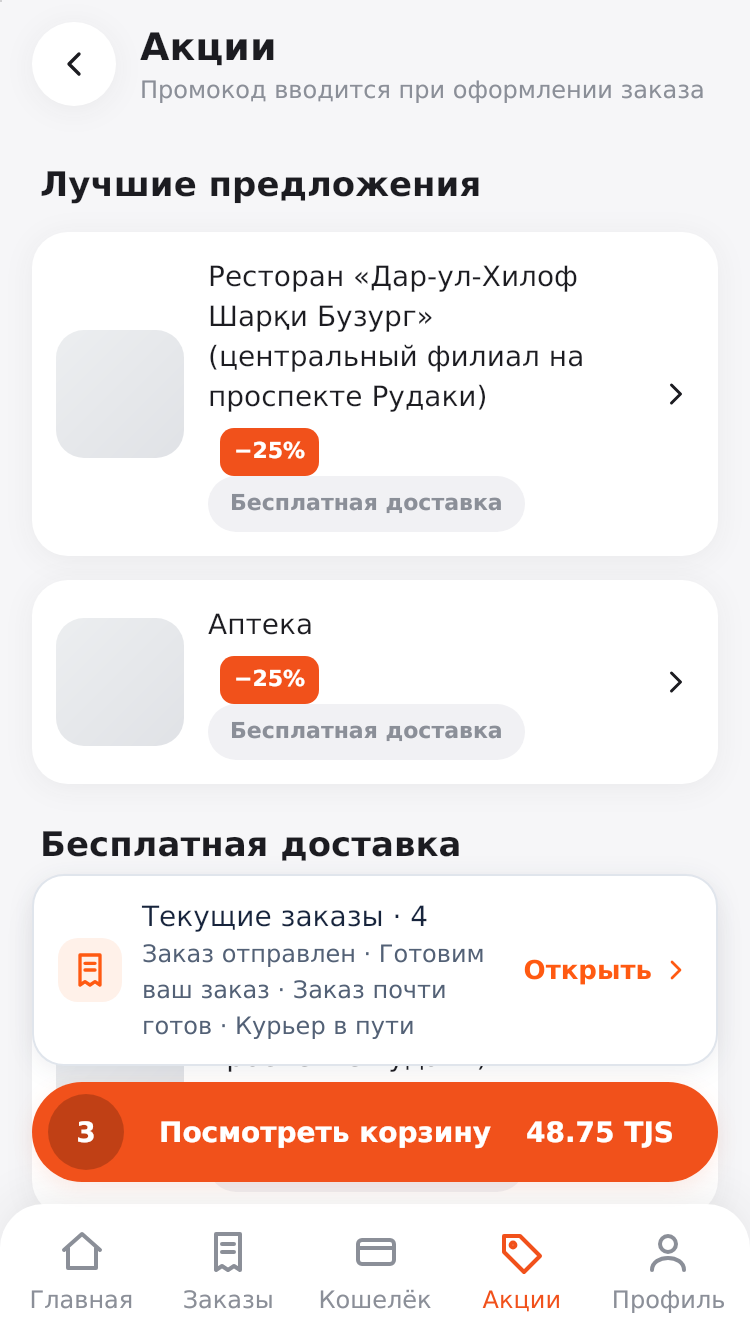 Акции
Промокод вводится при оформлении заказа
Лучшие предложения
Ресторан «Дар-ул-Хилоф
Шарқи Бузург»
(центральный филиал на
проспекте Рудаки)
−25%
Бесплатная доставка
Аптека
−25%
Бесплатная доставка
Бесплатная доставка
Текущие заказы · 4
Заказ отправлен · Готовим
ваш заказ · Заказ почти
готов · Курьер в пути
Открыть
3
Посмотреть корзину
48.75 TJS
Главная
Заказы
Кошелёк
Акции
Профиль